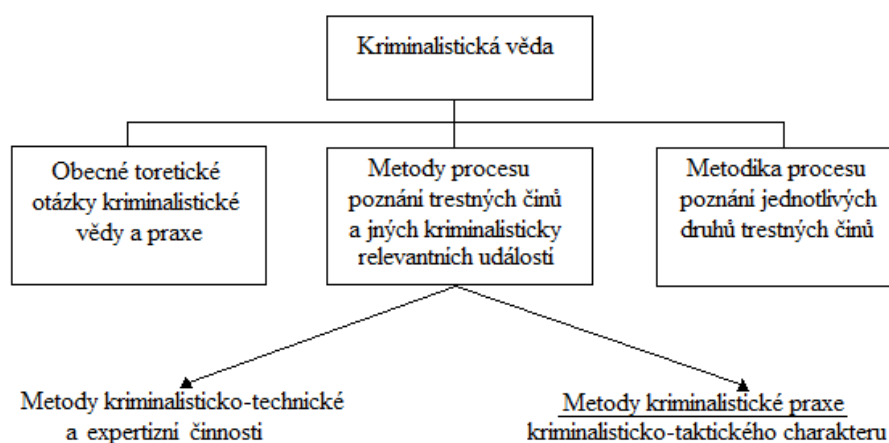 Kriminalistická věda
Obecné toretické
otázky kriminalistické
vědy a praxe
Metody procesu
poznání trestných činů
a jných kriminalisticky
relevantních událostí
Metodika procesu
poznání jednotlivých
druhů trestných činů
Metody kriminalisticko-technické
a expertizní činnosti
Metody kriminalistické praxe
kriminalisticko-taktického charakteru